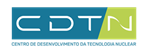 CDTN
CENTRO DE DESENVOLVIMENTO DA TECNOLOGIA NUCLEAR